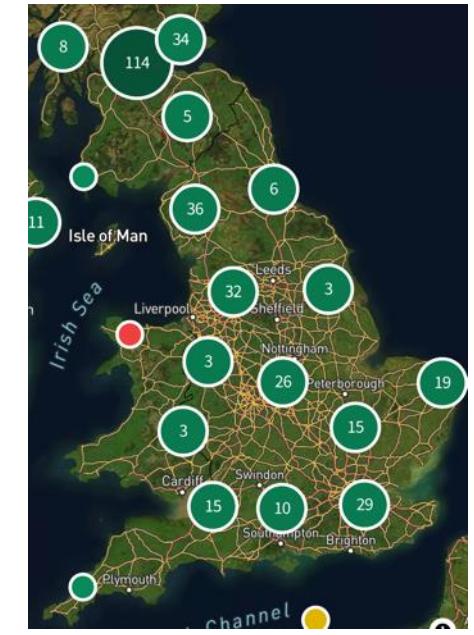 34
8
114
5
6
36
11
Isle of Man
Leeds
32
3
Irish Sea
Liverpool
Sheffield
3
Nottingham
26
Peterborough
19
3
15
Cardiff
Swindon
15
10
29
Southampton
Brighton
Plymouth
Channel